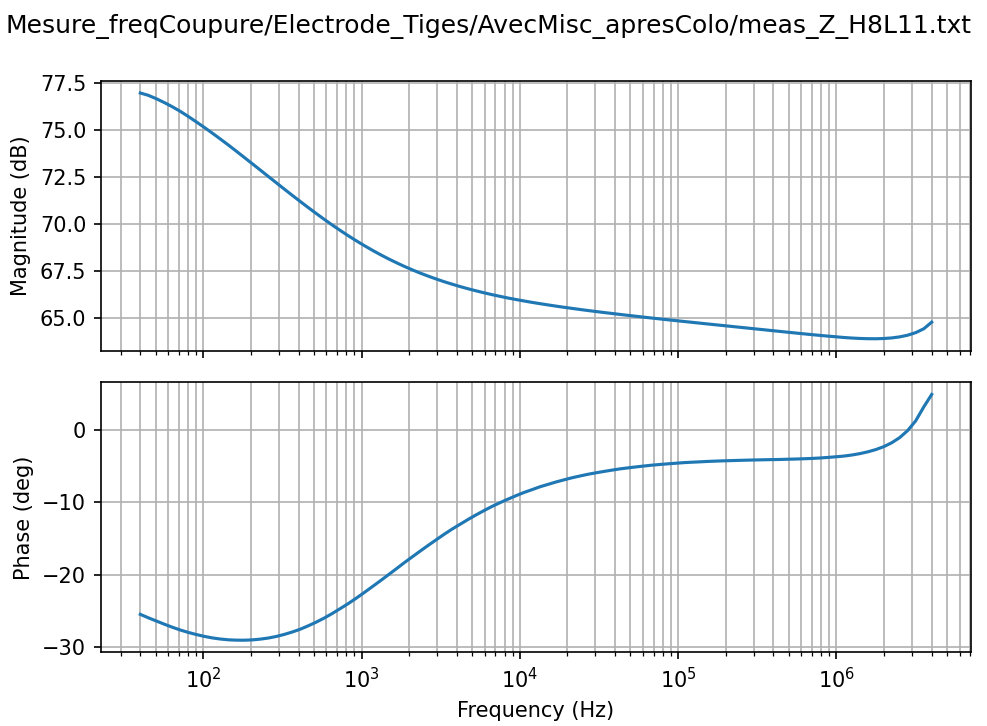 Mesure_freqCoupure/Electrode_Tiges/AvecMisc_apresColo/meas_Z_H8L11.txt
Magnitude (dB)
77.5
75.0
72.5
70.0
67.5
65.0
Phase (deg)
0
−10
−20
−30
10² 10³ 10⁴ 10⁵ 10⁶
Frequency (Hz)